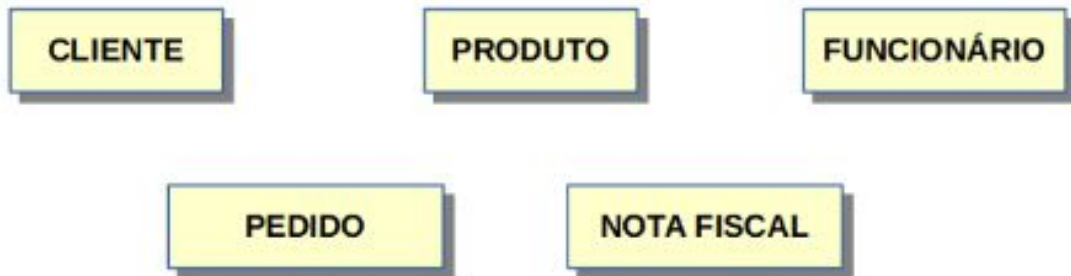 CLIENTE
PRODUTO
FUNCIONÁRIO
PEDIDO
NOTA FISCAL